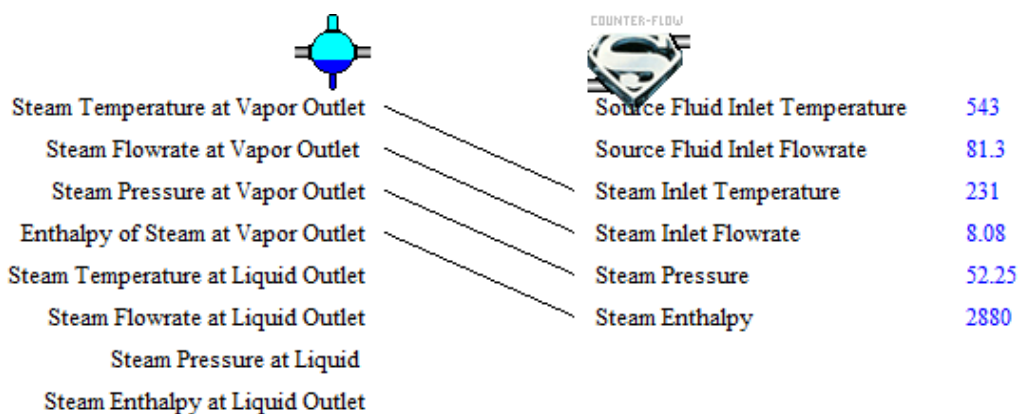 COUNTER-FLOW
Steam Temperature at Vapor Outlet
Source Fluid Inlet Temperature 543
Steam Flowrate at Vapor Outlet
Source Fluid Inlet Flowrate 81.3
Steam Pressure at Vapor Outlet
Steam Inlet Temperature 231
Enthalpy of Steam at Vapor Outlet
Steam Inlet Flowrate 8.08
Steam Temperature at Liquid Outlet
Steam Pressure 52.25
Steam Flowrate at Liquid Outlet
Steam Enthalpy 2880
Steam Pressure at Liquid
Steam Enthalpy at Liquid Outlet